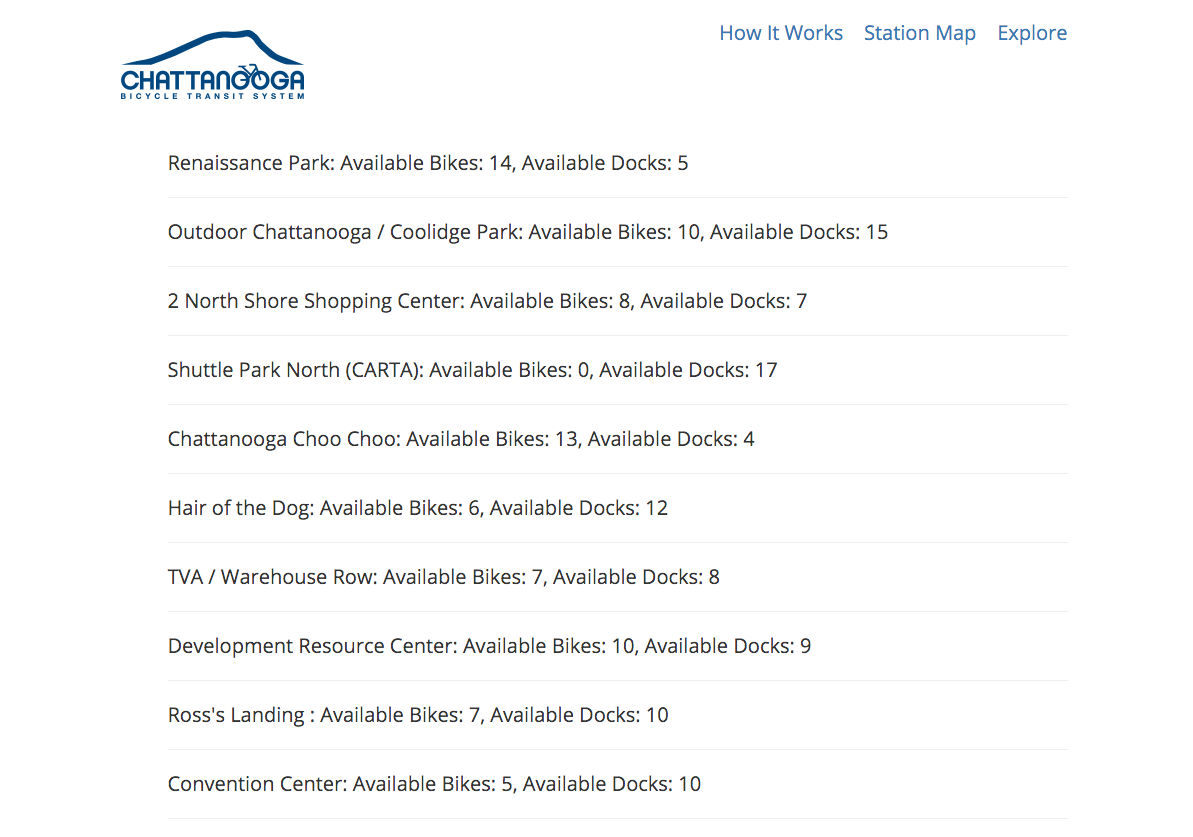 CHATTANOOGA
BICYCLE TRANSIT SYSTEM
How It Works Station Map Explore
Renaissance Park: Available Bikes: 14, Available Docks: 5
Outdoor Chattanooga / Coolidge Park: Available Bikes: 10, Available Docks: 15
2 North Shore Shopping Center: Available Bikes: 8, Available Docks: 7
Shuttle Park North (CARTA): Available Bikes: 0, Available Docks: 17
Chattanooga Choo Choo: Available Bikes: 13, Available Docks: 4
Hair of the Dog: Available Bikes: 6, Available Docks: 12
TVA / Warehouse Row: Available Bikes: 7, Available Docks: 8
Development Resource Center: Available Bikes: 10, Available Docks: 9
Ross's Landing : Available Bikes: 7, Available Docks: 10
Convention Center: Available Bikes: 5, Available Docks: 10